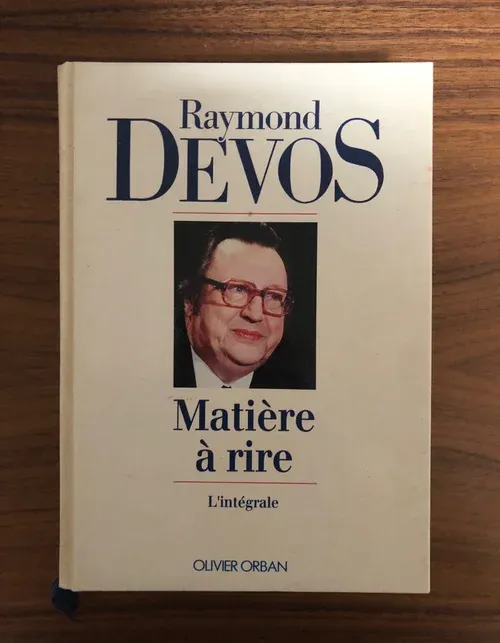 Raymond
DEVOS
Matière
à rire
L'intégrale
OLIVIER ORBAN